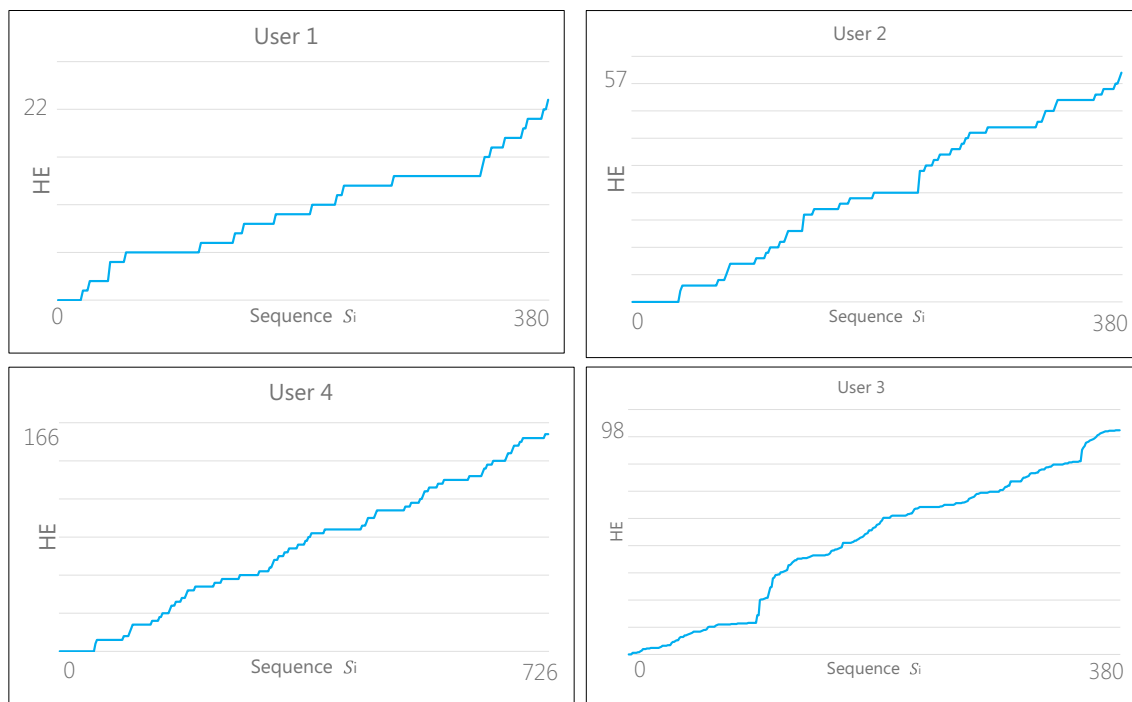 User 1
22
HE
0
Sequence Si
380
User 2
57
HE
0
Sequence Si
380
User 4
166
HE
0
Sequence Si
726
User 3
98
HE
0
Sequence Si
380